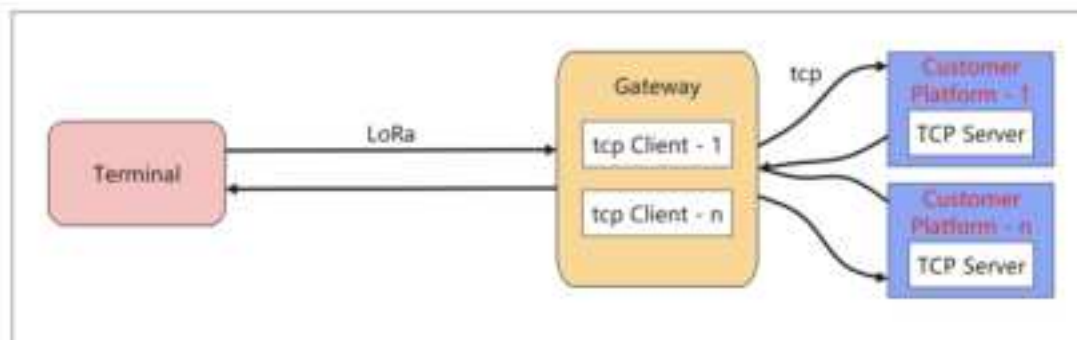 Terminal
LoRa
Gateway
tcp Client - 1
tcp Client - n
tcp
Customer
Platform - 1
TCP Server
Customer
Platform - n
TCP Server